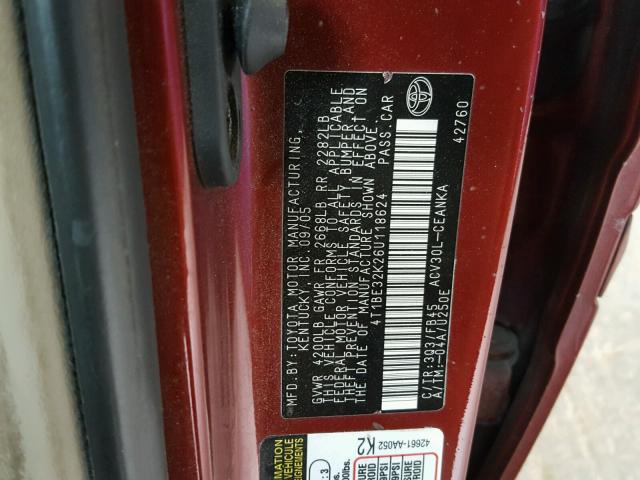 MFD.BY:TOYOTA MOTOR MANUFACTURING,
KENTUCKY, INC. 09/05
GVWR 4200LB GAWR FR 2668LB RR 2282LB
THIS VEHICLE CONFORMS TO ALL APPLICABLE
FEDERAL MOTOR VEHICLE SAFETY, BUMPER, AND
THEFT PREVENTION STANDARDS IN EFFECT ON
THE DATE OF MANUFACTURE SHOWN ABOVE.
4T1BE32K26U118624 PASS.CAR
ACV30L-CEANKA
C/TR:3Q3/FB45
A/TM:-04A/U250E
42760
42661-AA052
K2